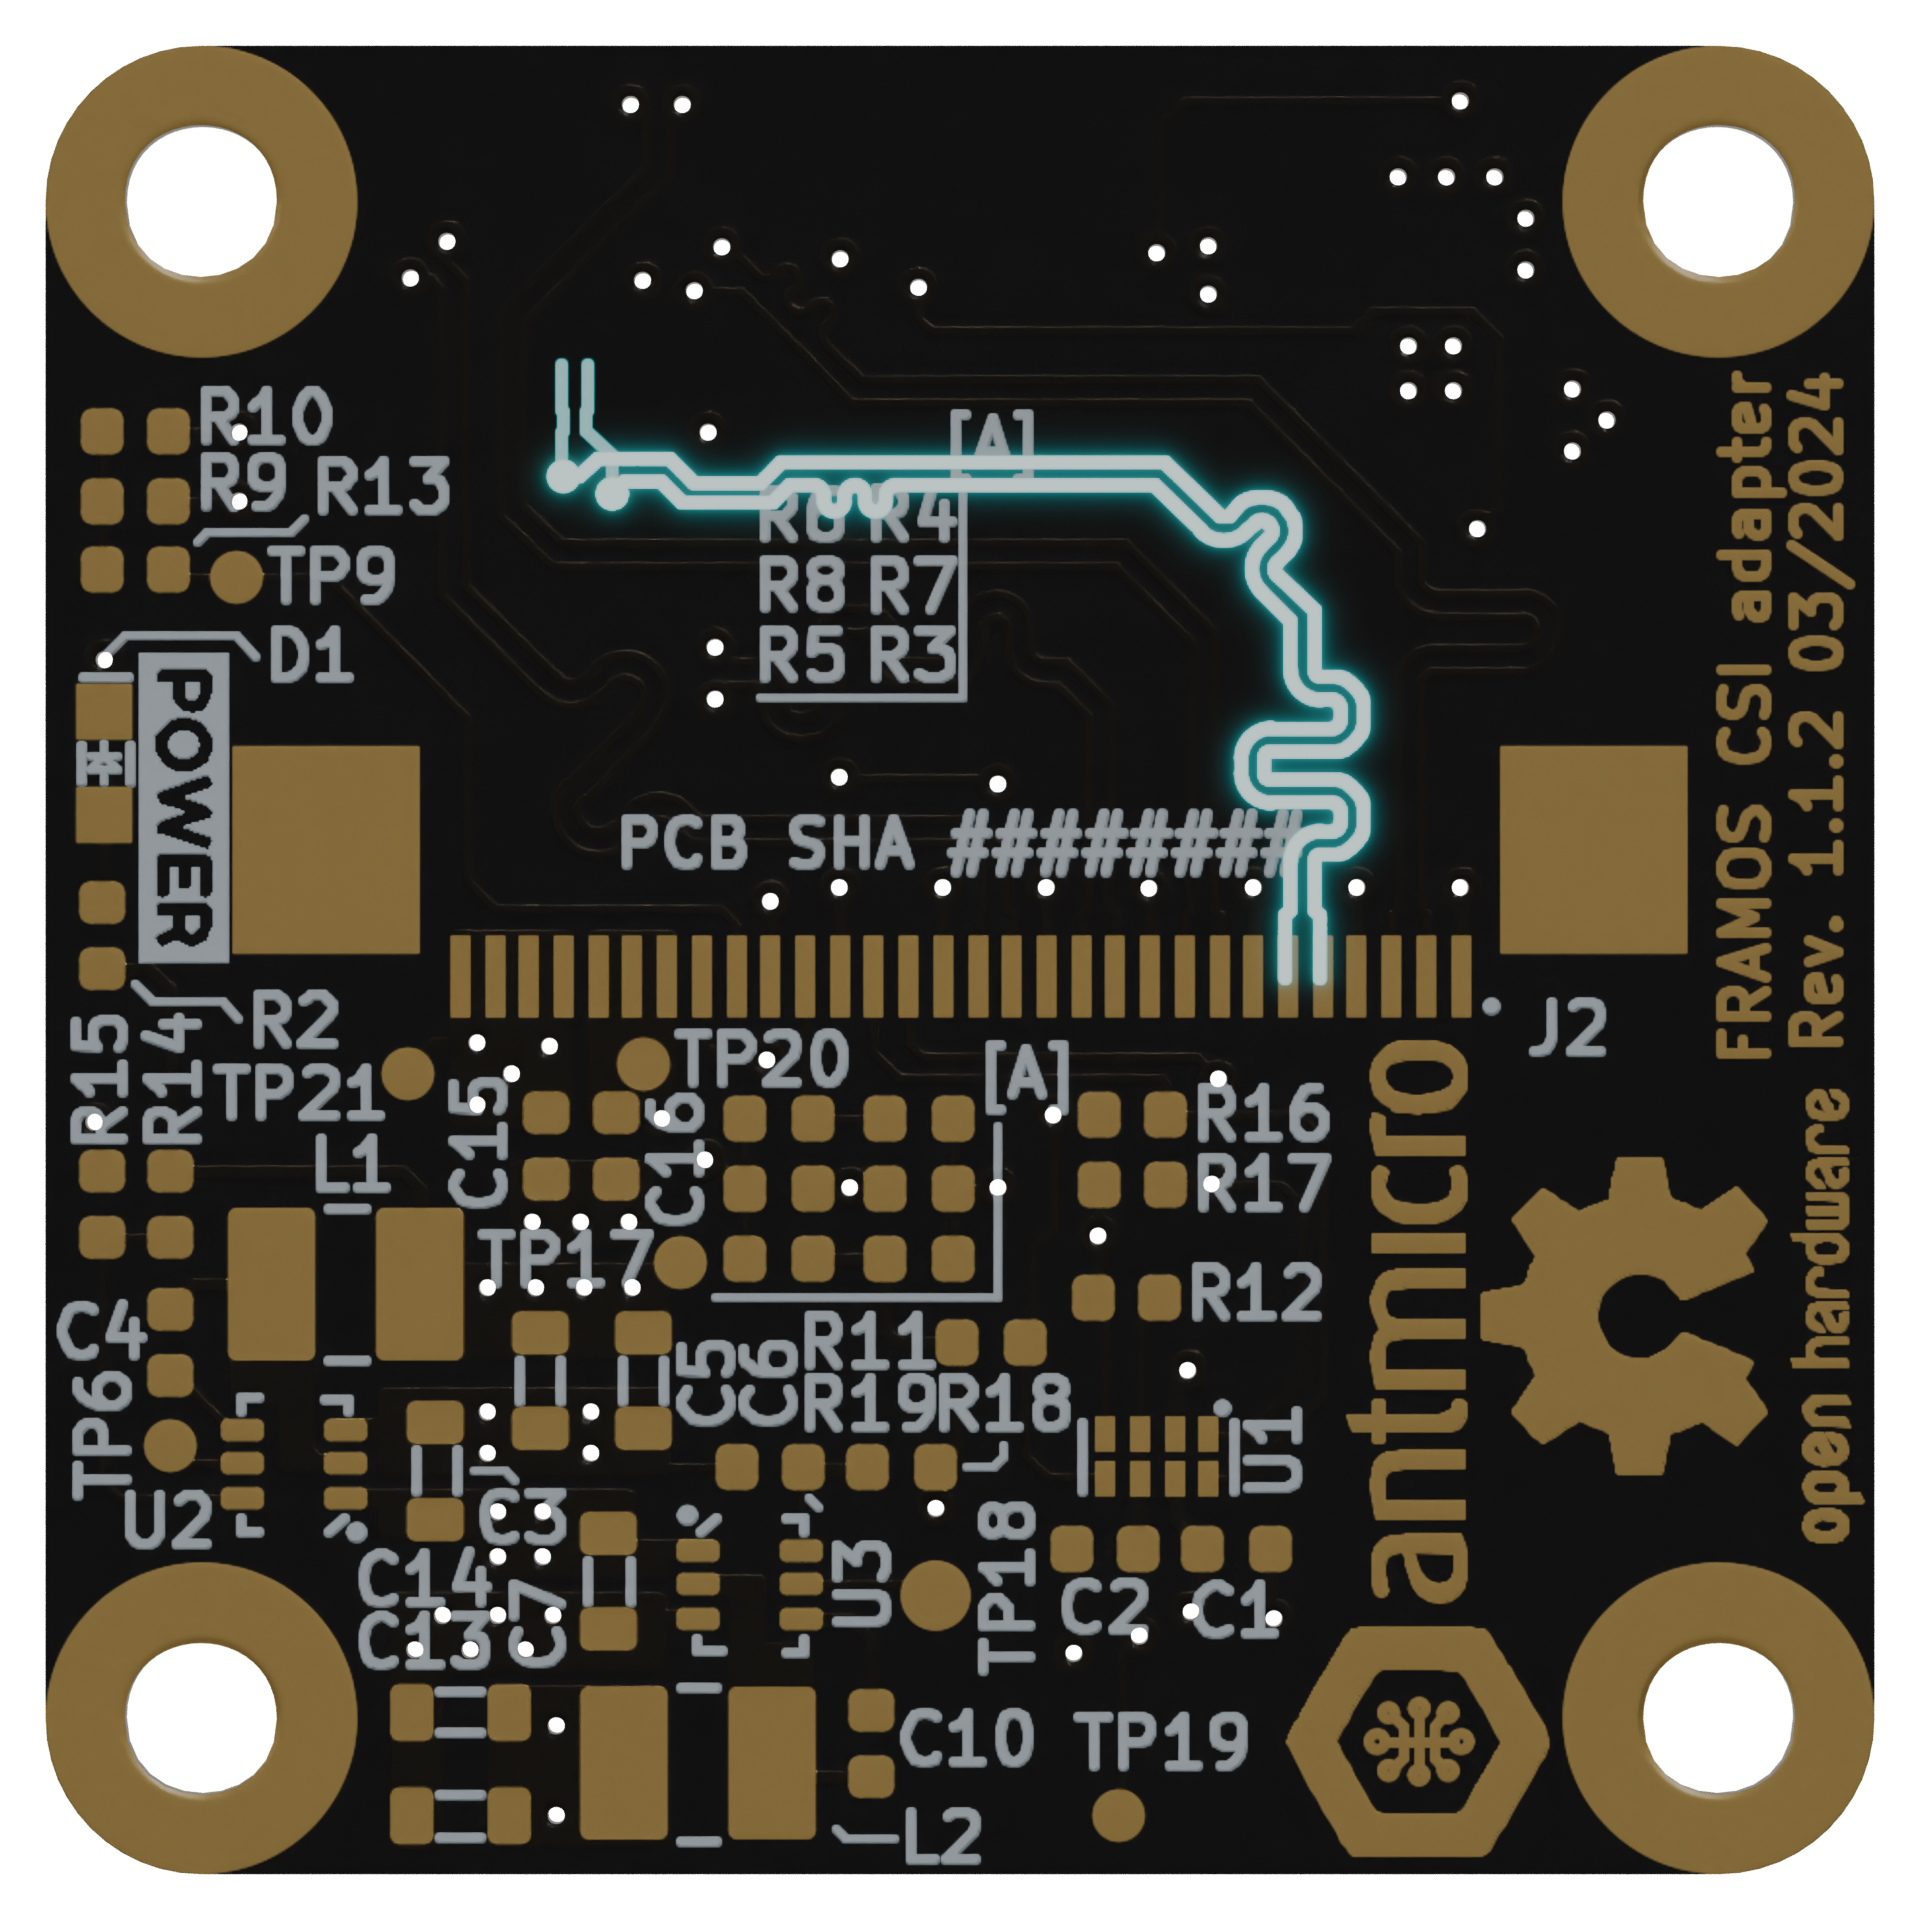 R10
[A]
R9 R13
R6 R4
TP9
R8 R7
D1
R5 R3
POWER
PCB SHA ########
FRAMOS CSI adapter
Rev. 1.1.2 03/2024
R2
J2
R15
R14
TP21
TP20
[A]
C15
C16
R16
L1
R17
TP17
R12
C4
R11
C5
C6
R19 R18
TP6
U1
U2
C3
C14
C7
C13
U3
TP18
C2
C1
C10
TP19
L2
antmicro
open hardware